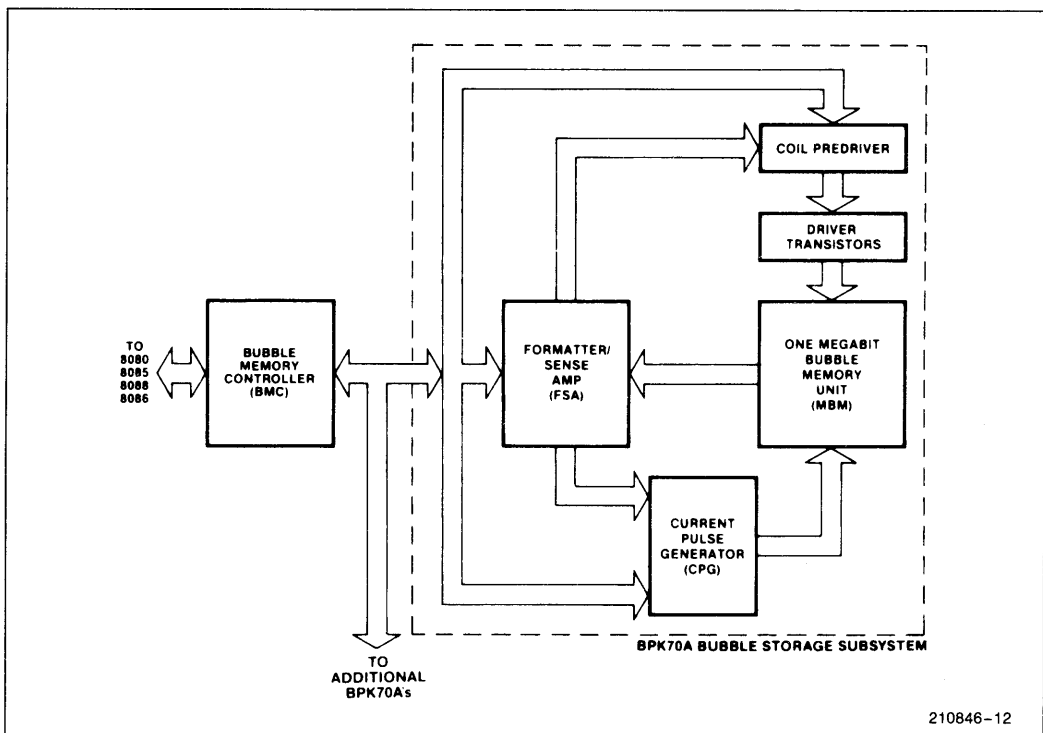 COIL PREDRIVER
DRIVER
TRANSISTORS
TO
8080
8085
8088
8086
BUBBLE
MEMORY
CONTROLLER
(BMC)
FORMATTER/
SENSE
AMP
(FSA)
ONE MEGABIT
BUBBLE
MEMORY
UNIT
(MBM)
CURRENT
PULSE
GENERATOR
(CPG)
BPK70A BUBBLE STORAGE SUBSYSTEM
TO
ADDITIONAL
BPK70A's
210846-12